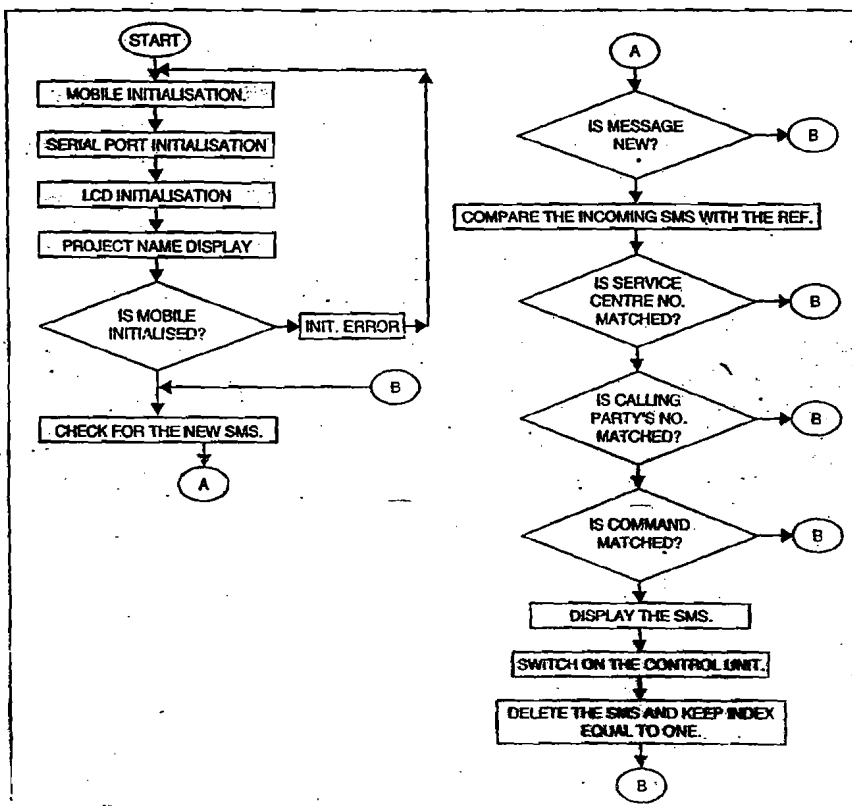 START
MOBILE INITIALISATION.
SERIAL PORT INITIALISATION
LCD INITIALISATION
PROJECT NAME DISPLAY
IS MOBILE
INITIALISED?
INIT. ERROR
B
CHECK FOR THE NEW SMS.
A
A
IS MESSAGE
NEW?
B
COMPARE THE INCOMING SMS WITH THE REF.
IS SERVICE
CENTRE NO.
MATCHED?
B
IS CALLING
PARTY'S NO.
MATCHED?
B
IS COMMAND
MATCHED?
B
DISPLAY THE SMS.
SWITCH ON THE CONTROL UNIT.
DELETE THE SMS AND KEEP INDEX
EQUAL TO ONE.
B